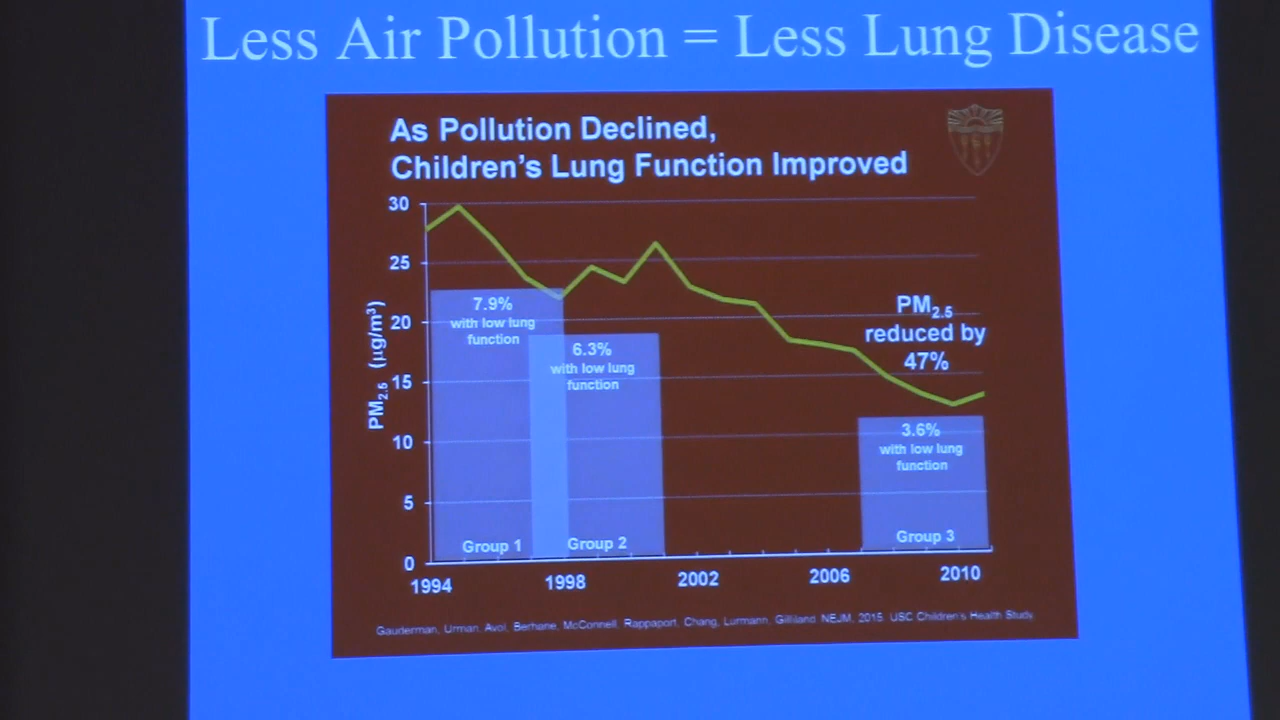 Less Air Pollution = Less Lung Disease
As Pollution Declined,
Children's Lung Function Improved
30
25
20
15
10
5
0
PM2.5 (µg/m³)
7.9%
with low lung
function
6.3%
with low lung
function
PM2.5
reduced by
47%
3.6%
with low lung
function
Group 1
Group 2
Group 3
1994
1998
2002
2006
2010
Gauderman, Urman, Avol, Berhane, McConnell, Rappaport, Chang, Lurmann, Gilliland NEJM, 2015 USC Children's Health Study